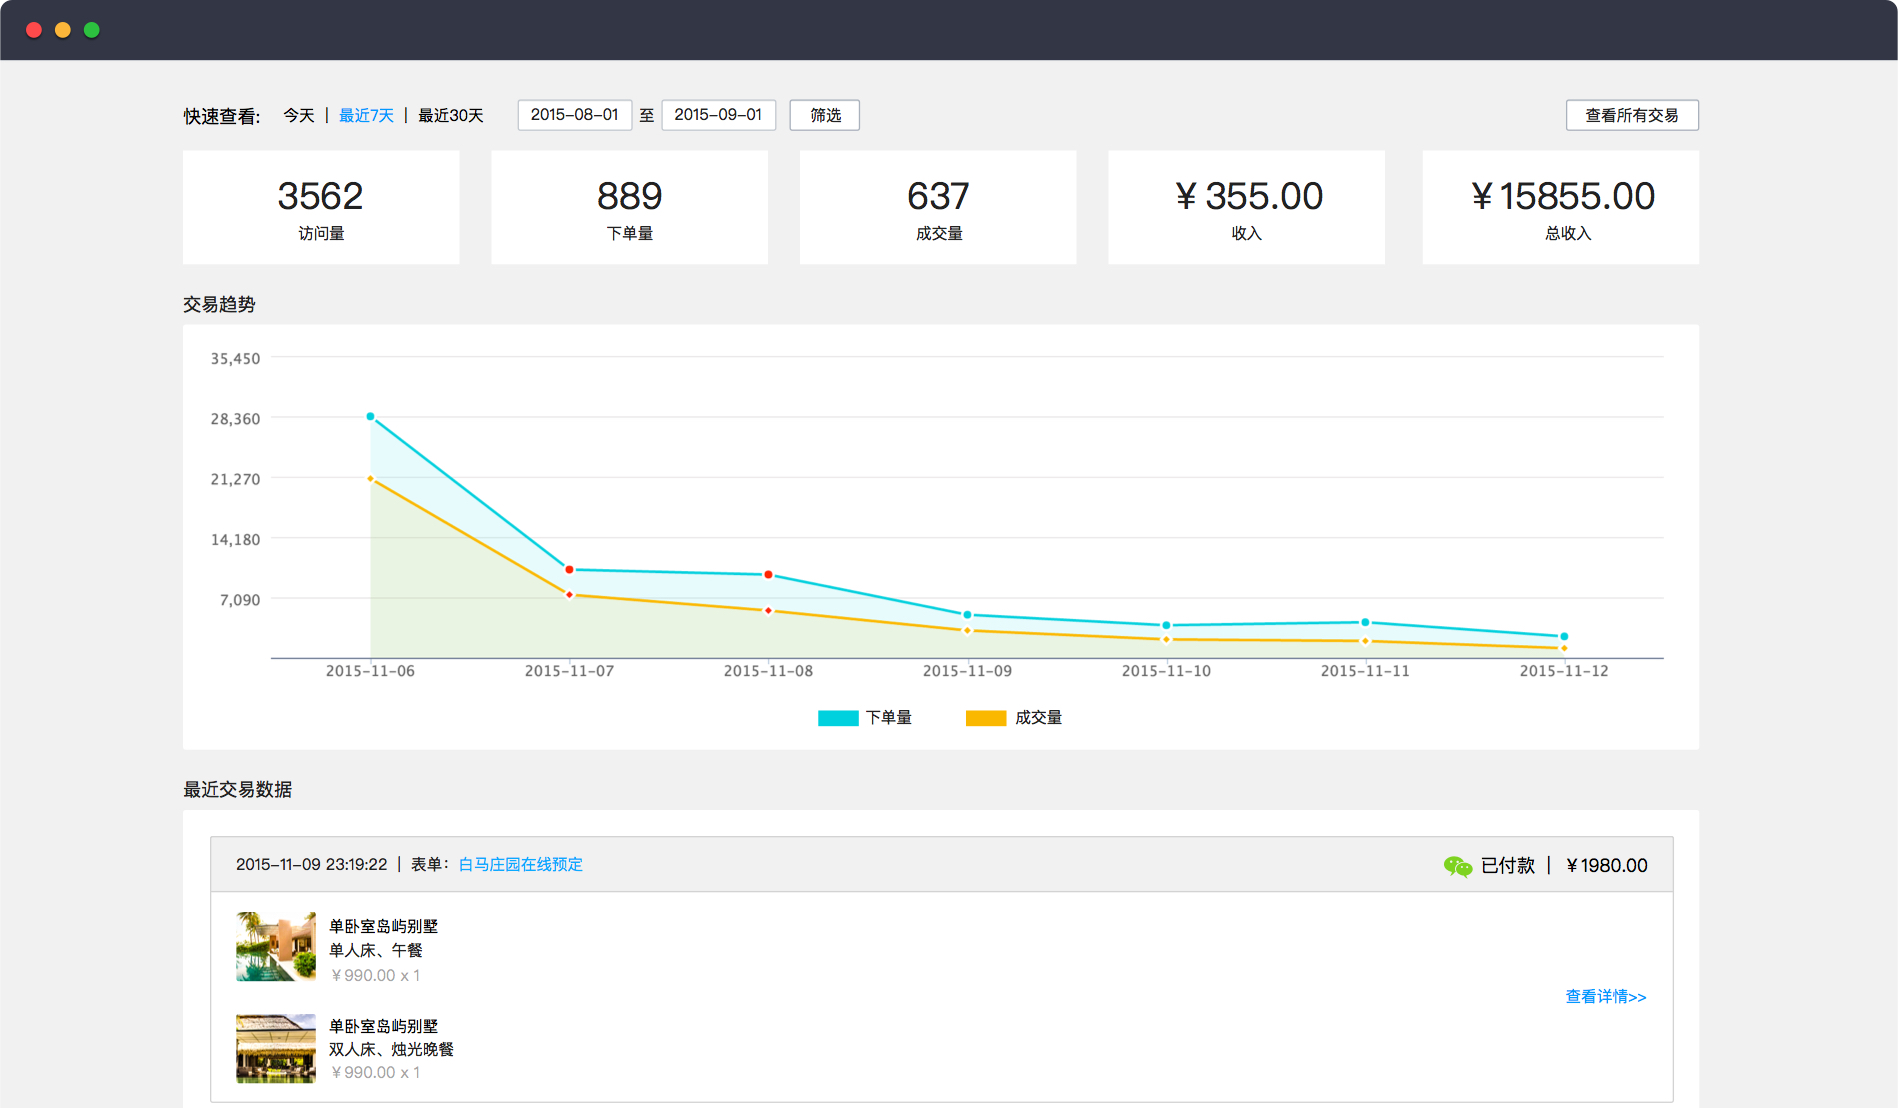 快速查看: 今天 | 最近7天 | 最近30天 2015-08-01 至 2015-09-01 筛选 查看所有交易
3562 889 637 ¥ 355.00 ¥ 15855.00
访问量 下单量 成交量 收入 总收入
交易趋势
35,450
28,360
21,270
14,180
7,090
2015-11-06 2015-11-07 2015-11-08 2015-11-09 2015-11-10 2015-11-11 2015-11-12
下单量 成交量
最近交易数据
2015-11-09 23:19:22 | 表单: 白马庄园在线预定 已付款 | ¥1980.00
单卧室岛屿别墅
单人床、午餐
¥990.00 x 1
查看详情>>
单卧室岛屿别墅
双人床、烛光晚餐
¥990.00 x 1